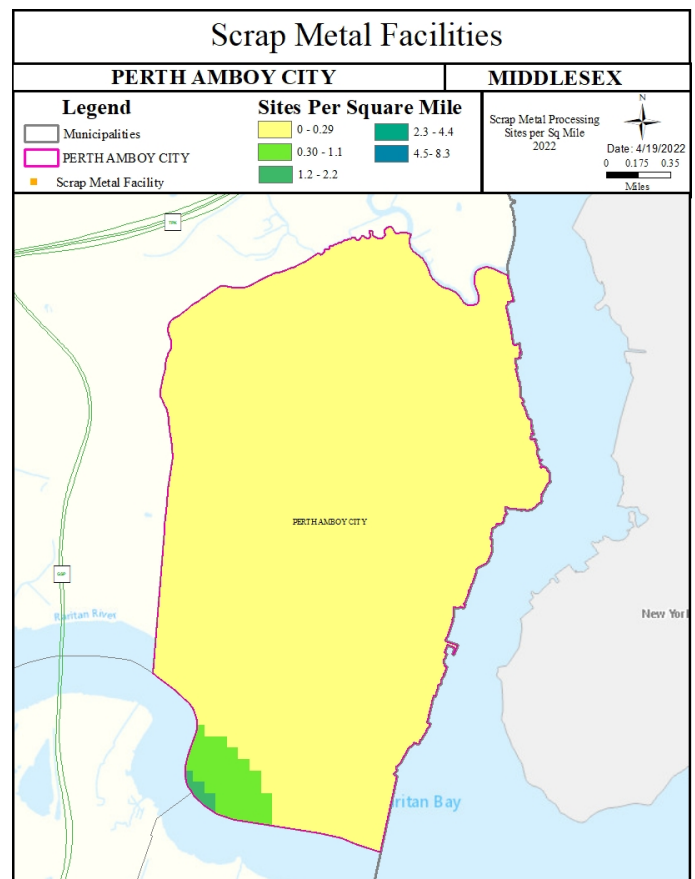 Scrap Metal Facilities
PERTH AMBOY CITY
MIDDLESEX
Legend
Municipalities
PERTH AMBOY CITY
Scrap Metal Facility
Sites Per Square Mile
0 - 0.29
0.30 - 1.1
1.2 - 2.2
2.3 - 4.4
4.5- 8.3
Scrap Metal Processing
Sites per Sq Mile
2022
N
Date: 4/19/2022
0 0.175 0.35
Miles
PERTH AMBOY CITY
GSP
Raritan River
New York
ritan Bay